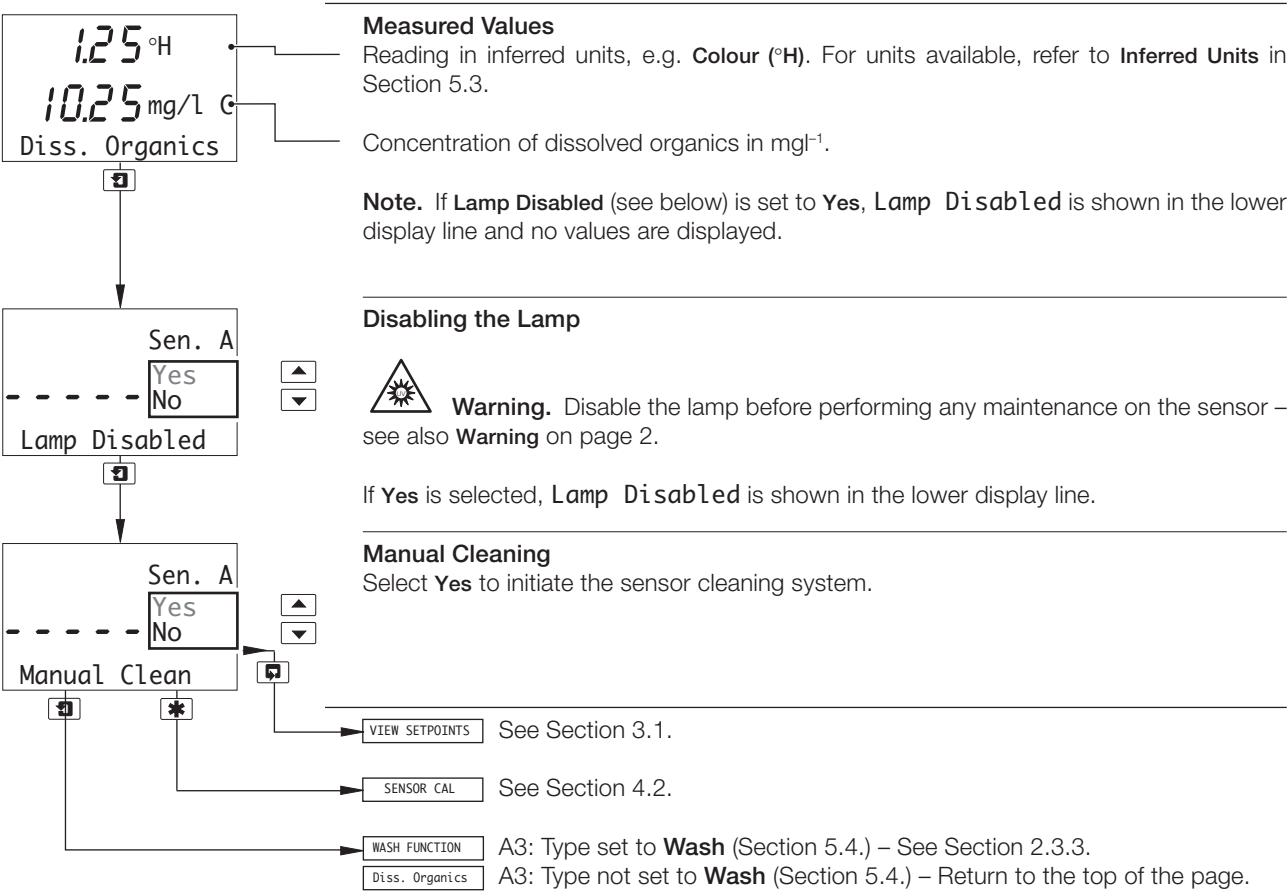 Measured Values
1.25 °H
Reading in inferred units, e.g. Colour (°H). For units available, refer to Inferred Units in
Section 5.3.
10.25 mg/l C
Diss. Organics
Concentration of dissolved organics in mgl⁻¹.
Note. If Lamp Disabled (see below) is set to Yes, Lamp Disabled is shown in the lower
display line and no values are displayed.
Disabling the Lamp
Sen. A
Yes
- - - - - No
Lamp Disabled
UV
Warning. Disable the lamp before performing any maintenance on the sensor –
see also Warning on page 2.
If Yes is selected, Lamp Disabled is shown in the lower display line.
Manual Cleaning
Select Yes to initiate the sensor cleaning system.
Sen. A
Yes
- - - - - No
Manual Clean
VIEW SETPOINTS See Section 3.1.
SENSOR CAL See Section 4.2.
WASH FUNCTION A3: Type set to Wash (Section 5.4.) – See Section 2.3.3.
Diss. Organics A3: Type not set to Wash (Section 5.4.) – Return to the top of the page.